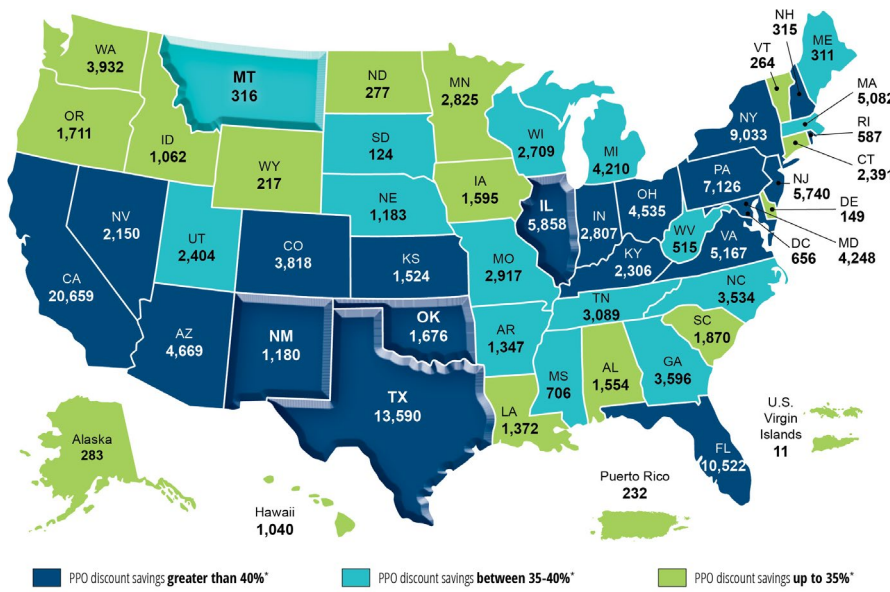 WA
3,932
OR
1,711
ID
1,062
MT
316
WY
217
ND
277
SD
124
NE
1,183
MN
2,825
IA
1,595
WI
2,709
MI
4,210
NH
315
VT
264
ME
311
MA
5,082
RI
587
CT
2,391
NY
9,033
PA
7,126
NJ
5,740
DE
149
MD
4,248
DC
656
CA
20,659
NV
2,150
UT
2,404
CO
3,818
KS
1,524
MO
2,917
IL
5,858
IN
2,807
OH
4,535
KY
2,306
WV
515
VA
5,167
NC
3,534
TN
3,089
AZ
4,669
NM
1,180
OK
1,676
TX
13,590
AR
1,347
LA
1,372
MS
706
AL
1,554
GA
3,596
SC
1,870
FL
10,522
Alaska
283
Hawaii
1,040
Puerto Rico
232
U.S.
Virgin
Islands
11
PPO discount savings greater than 40%*
PPO discount savings between 35-40%*
PPO discount savings up to 35%*